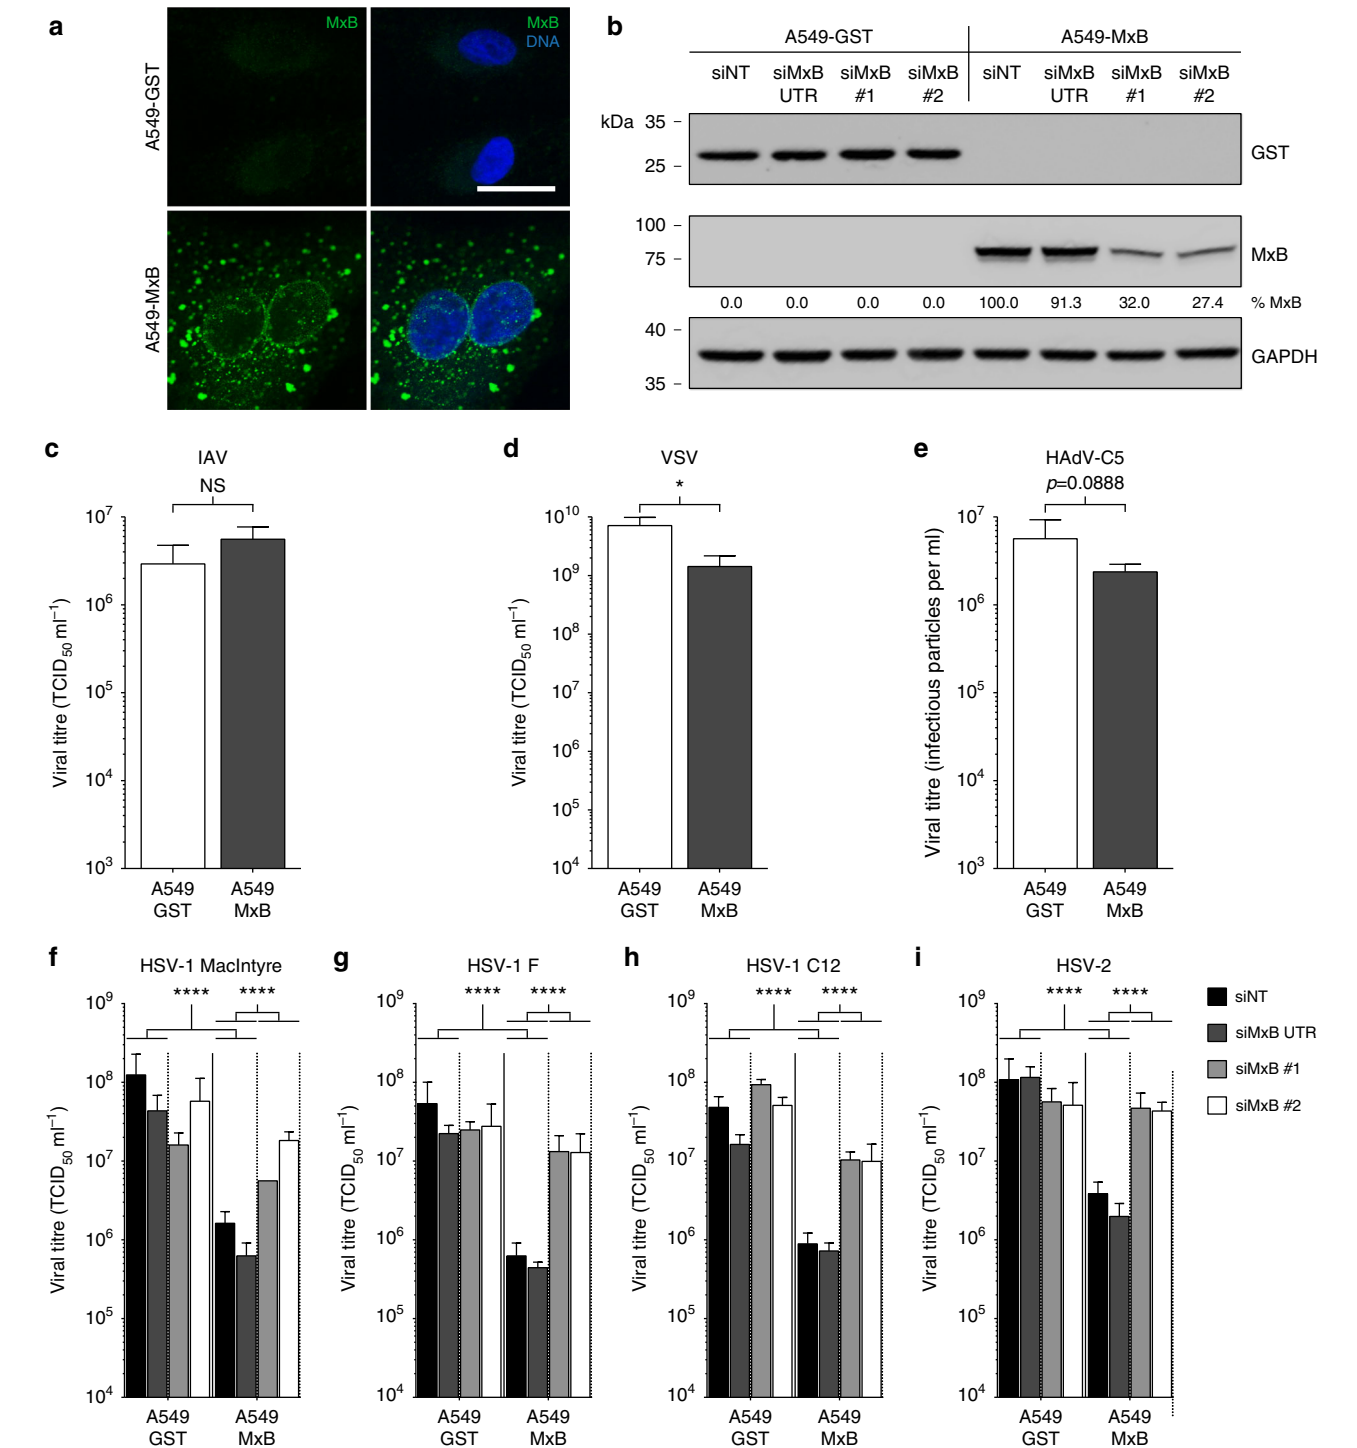 a
MxB
MxB
DNA
A549-GST
A549-MxB
b
A549-GST
A549-MxB
siNT
siMxB UTR
siMxB #1
siMxB #2
siNT
siMxB UTR
siMxB #1
siMxB #2
kDa
35
25
GST
100
75
MxB
0.0 0.0 0.0 0.0 100.0 91.3 32.0 27.4 % MxB
40
35
GAPDH
c
IAV
NS
Viral titre (TCID50 ml−1)
10^7
10^6
10^5
10^4
10^3
A549 GST
A549 MxB
d
VSV
*
Viral titre (TCID50 ml−1)
10^10
10^9
10^8
10^7
10^6
10^5
10^4
A549 GST
A549 MxB
e
HAdV-C5
p=0.0888
Viral titre (infectious particles per ml)
10^7
10^6
10^5
10^4
10^3
A549 GST
A549 MxB
f
HSV-1 MacIntyre
**** ****
Viral titre (TCID50 ml−1)
10^9
10^8
10^7
10^6
10^5
10^4
A549 GST
A549 MxB
g
HSV-1 F
**** ****
Viral titre (TCID50 ml−1)
10^9
10^8
10^7
10^6
10^5
10^4
A549 GST
A549 MxB
h
HSV-1 C12
**** ****
Viral titre (TCID50 ml−1)
10^9
10^8
10^7
10^6
10^5
10^4
A549 GST
A549 MxB
i
HSV-2
**** ****
Viral titre (TCID50 ml−1)
10^9
10^8
10^7
10^6
10^5
10^4
A549 GST
A549 MxB
siNT
siMxB UTR
siMxB #1
siMxB #2